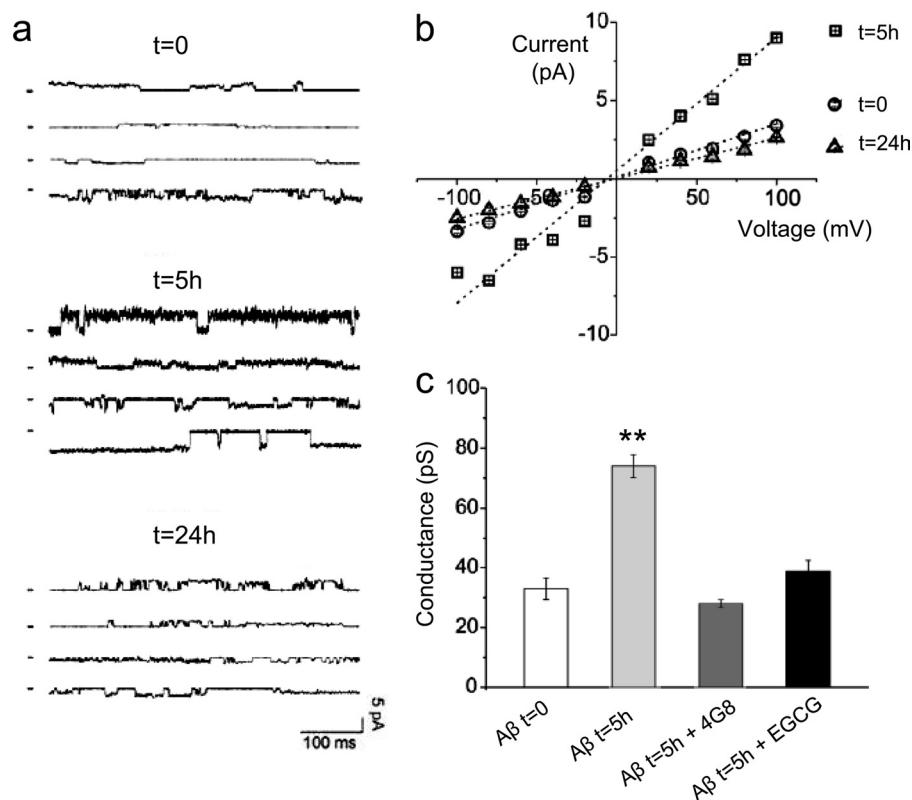 a
t=0
t=5h
t=24h
100 ms
5 pA
b
Current
(pA)
10
5
-5
-10
-100
-50
50
100
Voltage (mV)
t=5h
t=0
t=24h
c
Conductance (pS)
100
80
60
40
20
0
**
Aβ t=0
Aβ t=5h
Aβ t=5h + 4G8
Aβ t=5h + EGCG